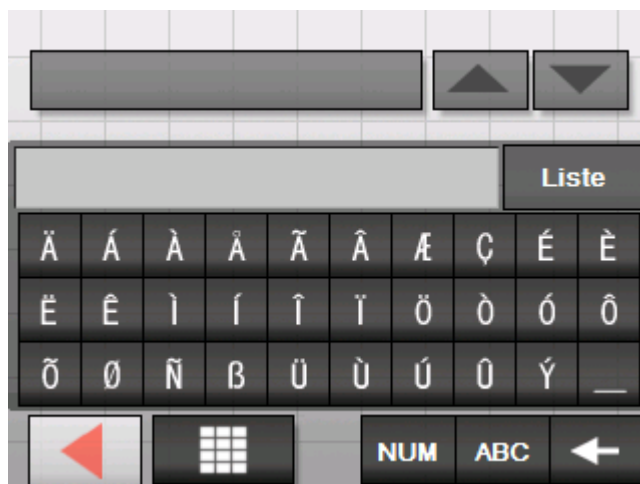 Liste
Ä Á À Å Ã Â Æ Ç É È
Ë Ê Ì Í Î Ï Ö Ò Ó Ô
Õ Ø Ñ ß Ü Ù Ú Û Ý _
NUM ABC